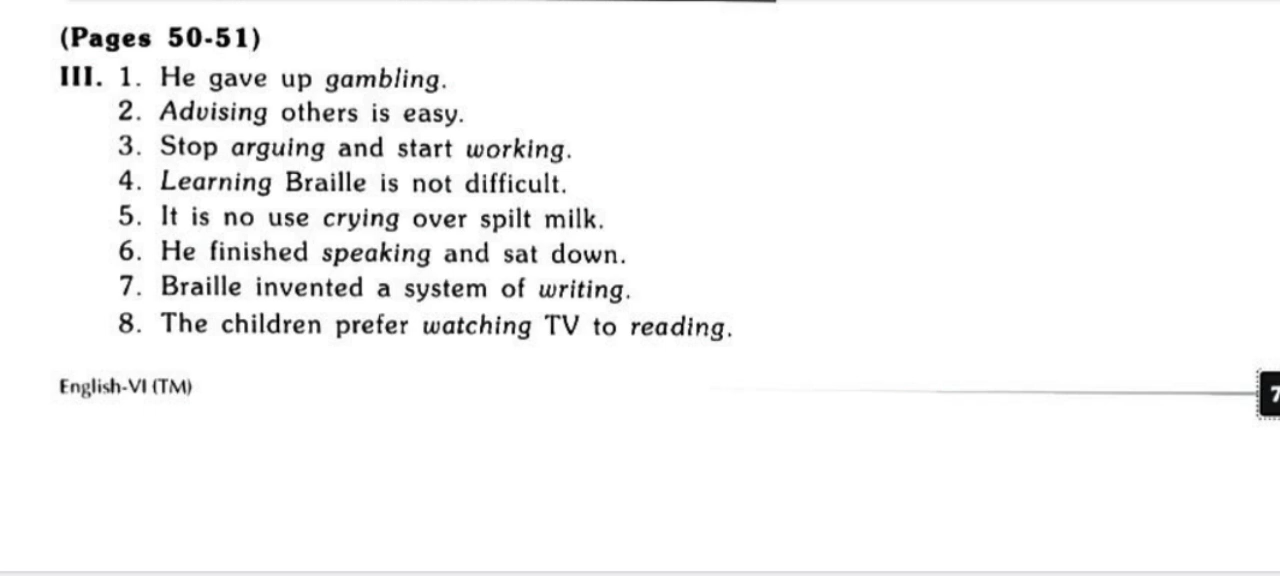 (Pages 50-51)
III. 1. He gave up gambling.
2. Advising others is easy.
3. Stop arguing and start working.
4. Learning Braille is not difficult.
5. It is no use crying over spilt milk.
6. He finished speaking and sat down.
7. Braille invented a system of writing.
8. The children prefer watching TV to reading.
English-VI (TM)
7